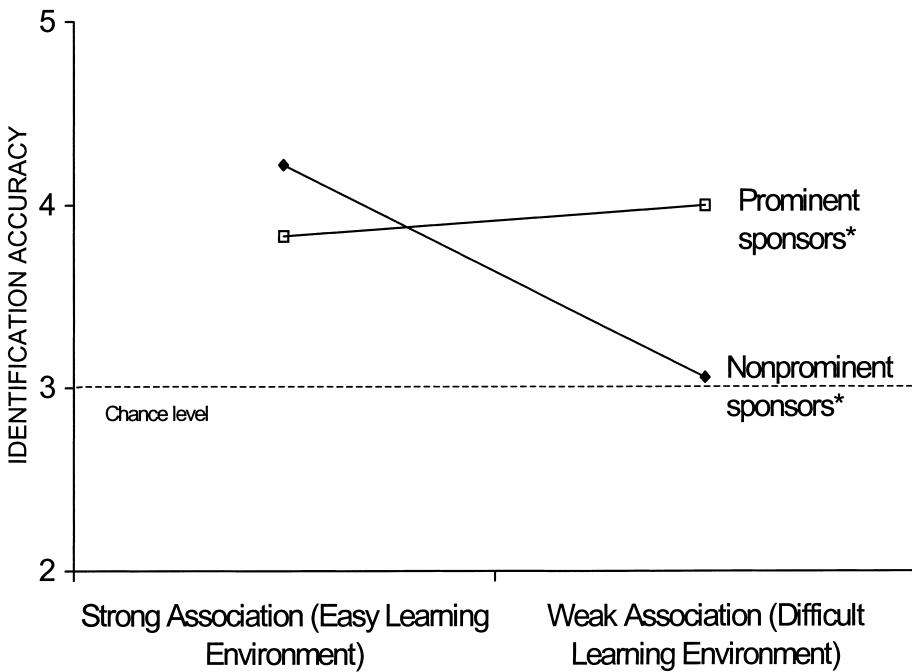 5
4
3
2
IDENTIFICATION ACCURACY
Prominent
sponsors*
Nonprominent
sponsors*
Chance level
Strong Association (Easy Learning
Environment)
Weak Association (Difficult
Learning Environment)